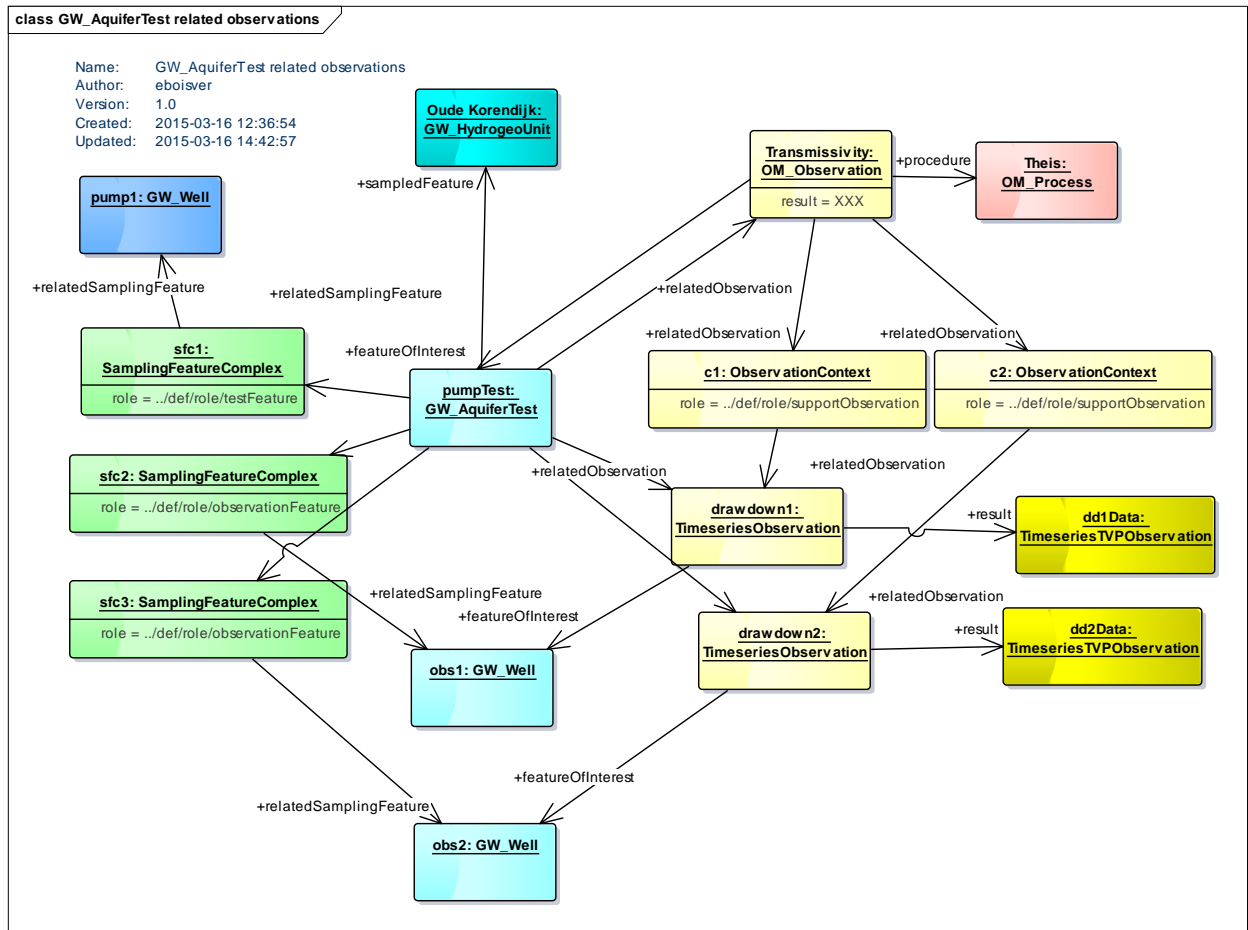 class GW_AquiferTest related observations
Name: GW_AquiferTest related observations
Author: eboisver
Version: 1.0
Created: 2015-03-16 12:36:54
Updated: 2015-03-16 14:42:57
Oude Korendijk:
GW_HydrogeoUnit
Transmissivity:
OM_Observation
result = XXX
+procedure
Theis:
OM_Process
+sampledFeature
pump1: GW_Well
+relatedSamplingFeature
+relatedSamplingFeature
+relatedObservation
+relatedObservation
+relatedObservation
sfc1:
SamplingFeatureComplex
role = ../def/role/testFeature
+featureOfInterest
pumpTest:
GW_AquiferTest
c1: ObservationContext
role = ../def/role/supportObservation
c2: ObservationContext
role = ../def/role/supportObservation
sfc2: SamplingFeatureComplex
role = ../def/role/observationFeature
+relatedObservation
+relatedObservation
drawdown1:
TimeseriesObservation
+result
dd1Data:
TimeseriesTVPObservation
sfc3: SamplingFeatureComplex
role = ../def/role/observationFeature
+relatedSamplingFeature
+featureOfInterest
+relatedObservation
drawdown2:
TimeseriesObservation
+result
dd2Data:
TimeseriesTVPObservation
obs1: GW_Well
+featureOfInterest
+relatedSamplingFeature
obs2: GW_Well